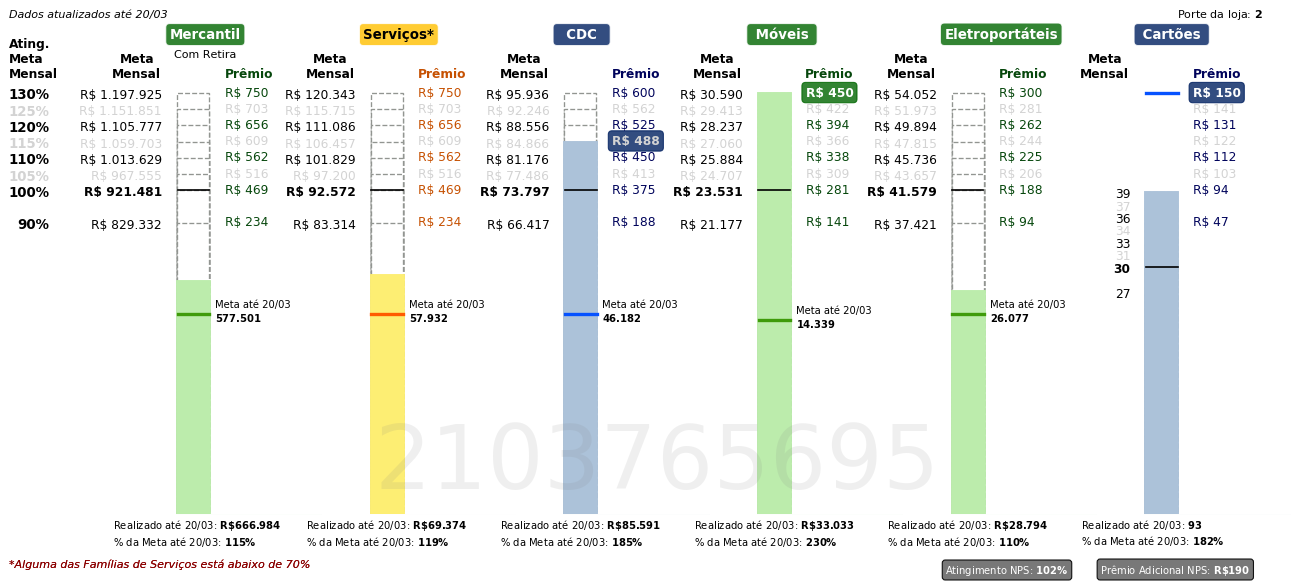 Dados atualizados até 20/03
Porte da loja: 2
Mercantil Serviços* CDC Móveis Eletroportáteis Cartões
Com Retira
Ating. Meta Mensal Meta Mensal Prêmio Meta Mensal Prêmio Meta Mensal Prêmio Meta Mensal Prêmio Meta Mensal Prêmio Meta Mensal Prêmio
130% R$ 1.197.925 R$ 750 R$ 120.343 R$ 750 R$ 95.936 R$ 600 R$ 30.590 R$ 450 R$ 54.052 R$ 300 R$ 150
125% R$ 1.151.851 R$ 703 R$ 115.715 R$ 703 R$ 92.246 R$ 562 R$ 29.413 R$ 422 R$ 51.973 R$ 281 R$ 141
120% R$ 1.105.777 R$ 656 R$ 111.086 R$ 656 R$ 88.556 R$ 525 R$ 28.237 R$ 394 R$ 49.894 R$ 262 R$ 131
115% R$ 1.059.703 R$ 609 R$ 106.457 R$ 609 R$ 84.866 R$ 488 R$ 27.060 R$ 366 R$ 47.815 R$ 244 R$ 122
110% R$ 1.013.629 R$ 562 R$ 101.829 R$ 562 R$ 81.176 R$ 450 R$ 25.884 R$ 338 R$ 45.736 R$ 225 R$ 112
105% R$ 967.555 R$ 516 R$ 97.200 R$ 516 R$ 77.486 R$ 413 R$ 24.707 R$ 309 R$ 43.657 R$ 206 R$ 103
100% R$ 921.481 R$ 469 R$ 92.572 R$ 469 R$ 73.797 R$ 375 R$ 23.531 R$ 281 R$ 41.579 R$ 188 39 R$ 94
37
36
90% R$ 829.332 R$ 234 R$ 83.314 R$ 234 R$ 66.417 R$ 188 R$ 21.177 R$ 141 R$ 37.421 R$ 94 R$ 47
34
33
31
30
27
Meta até 20/03 Meta até 20/03 Meta até 20/03 Meta até 20/03 Meta até 20/03
577.501 57.932 46.182 14.339 26.077
2103765695
Realizado até 20/03: R$666.984 Realizado até 20/03: R$69.374 Realizado até 20/03: R$85.591 Realizado até 20/03: R$33.033 Realizado até 20/03: R$28.794 Realizado até 20/03: 93
% da Meta até 20/03: 115% % da Meta até 20/03: 119% % da Meta até 20/03: 185% % da Meta até 20/03: 230% % da Meta até 20/03: 110% % da Meta até 20/03: 182%
*Alguma das Famílias de Serviços está abaixo de 70%
Atingimento NPS: 102% Prêmio Adicional NPS: R$190